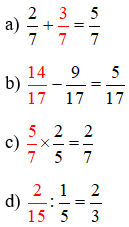 a) 2/7 + 3/7 = 5/7
b) 14/17 − 9/17 = 5/17
c) 5/7 × 2/5 = 2/7
d) 2/15 : 1/5 = 2/3